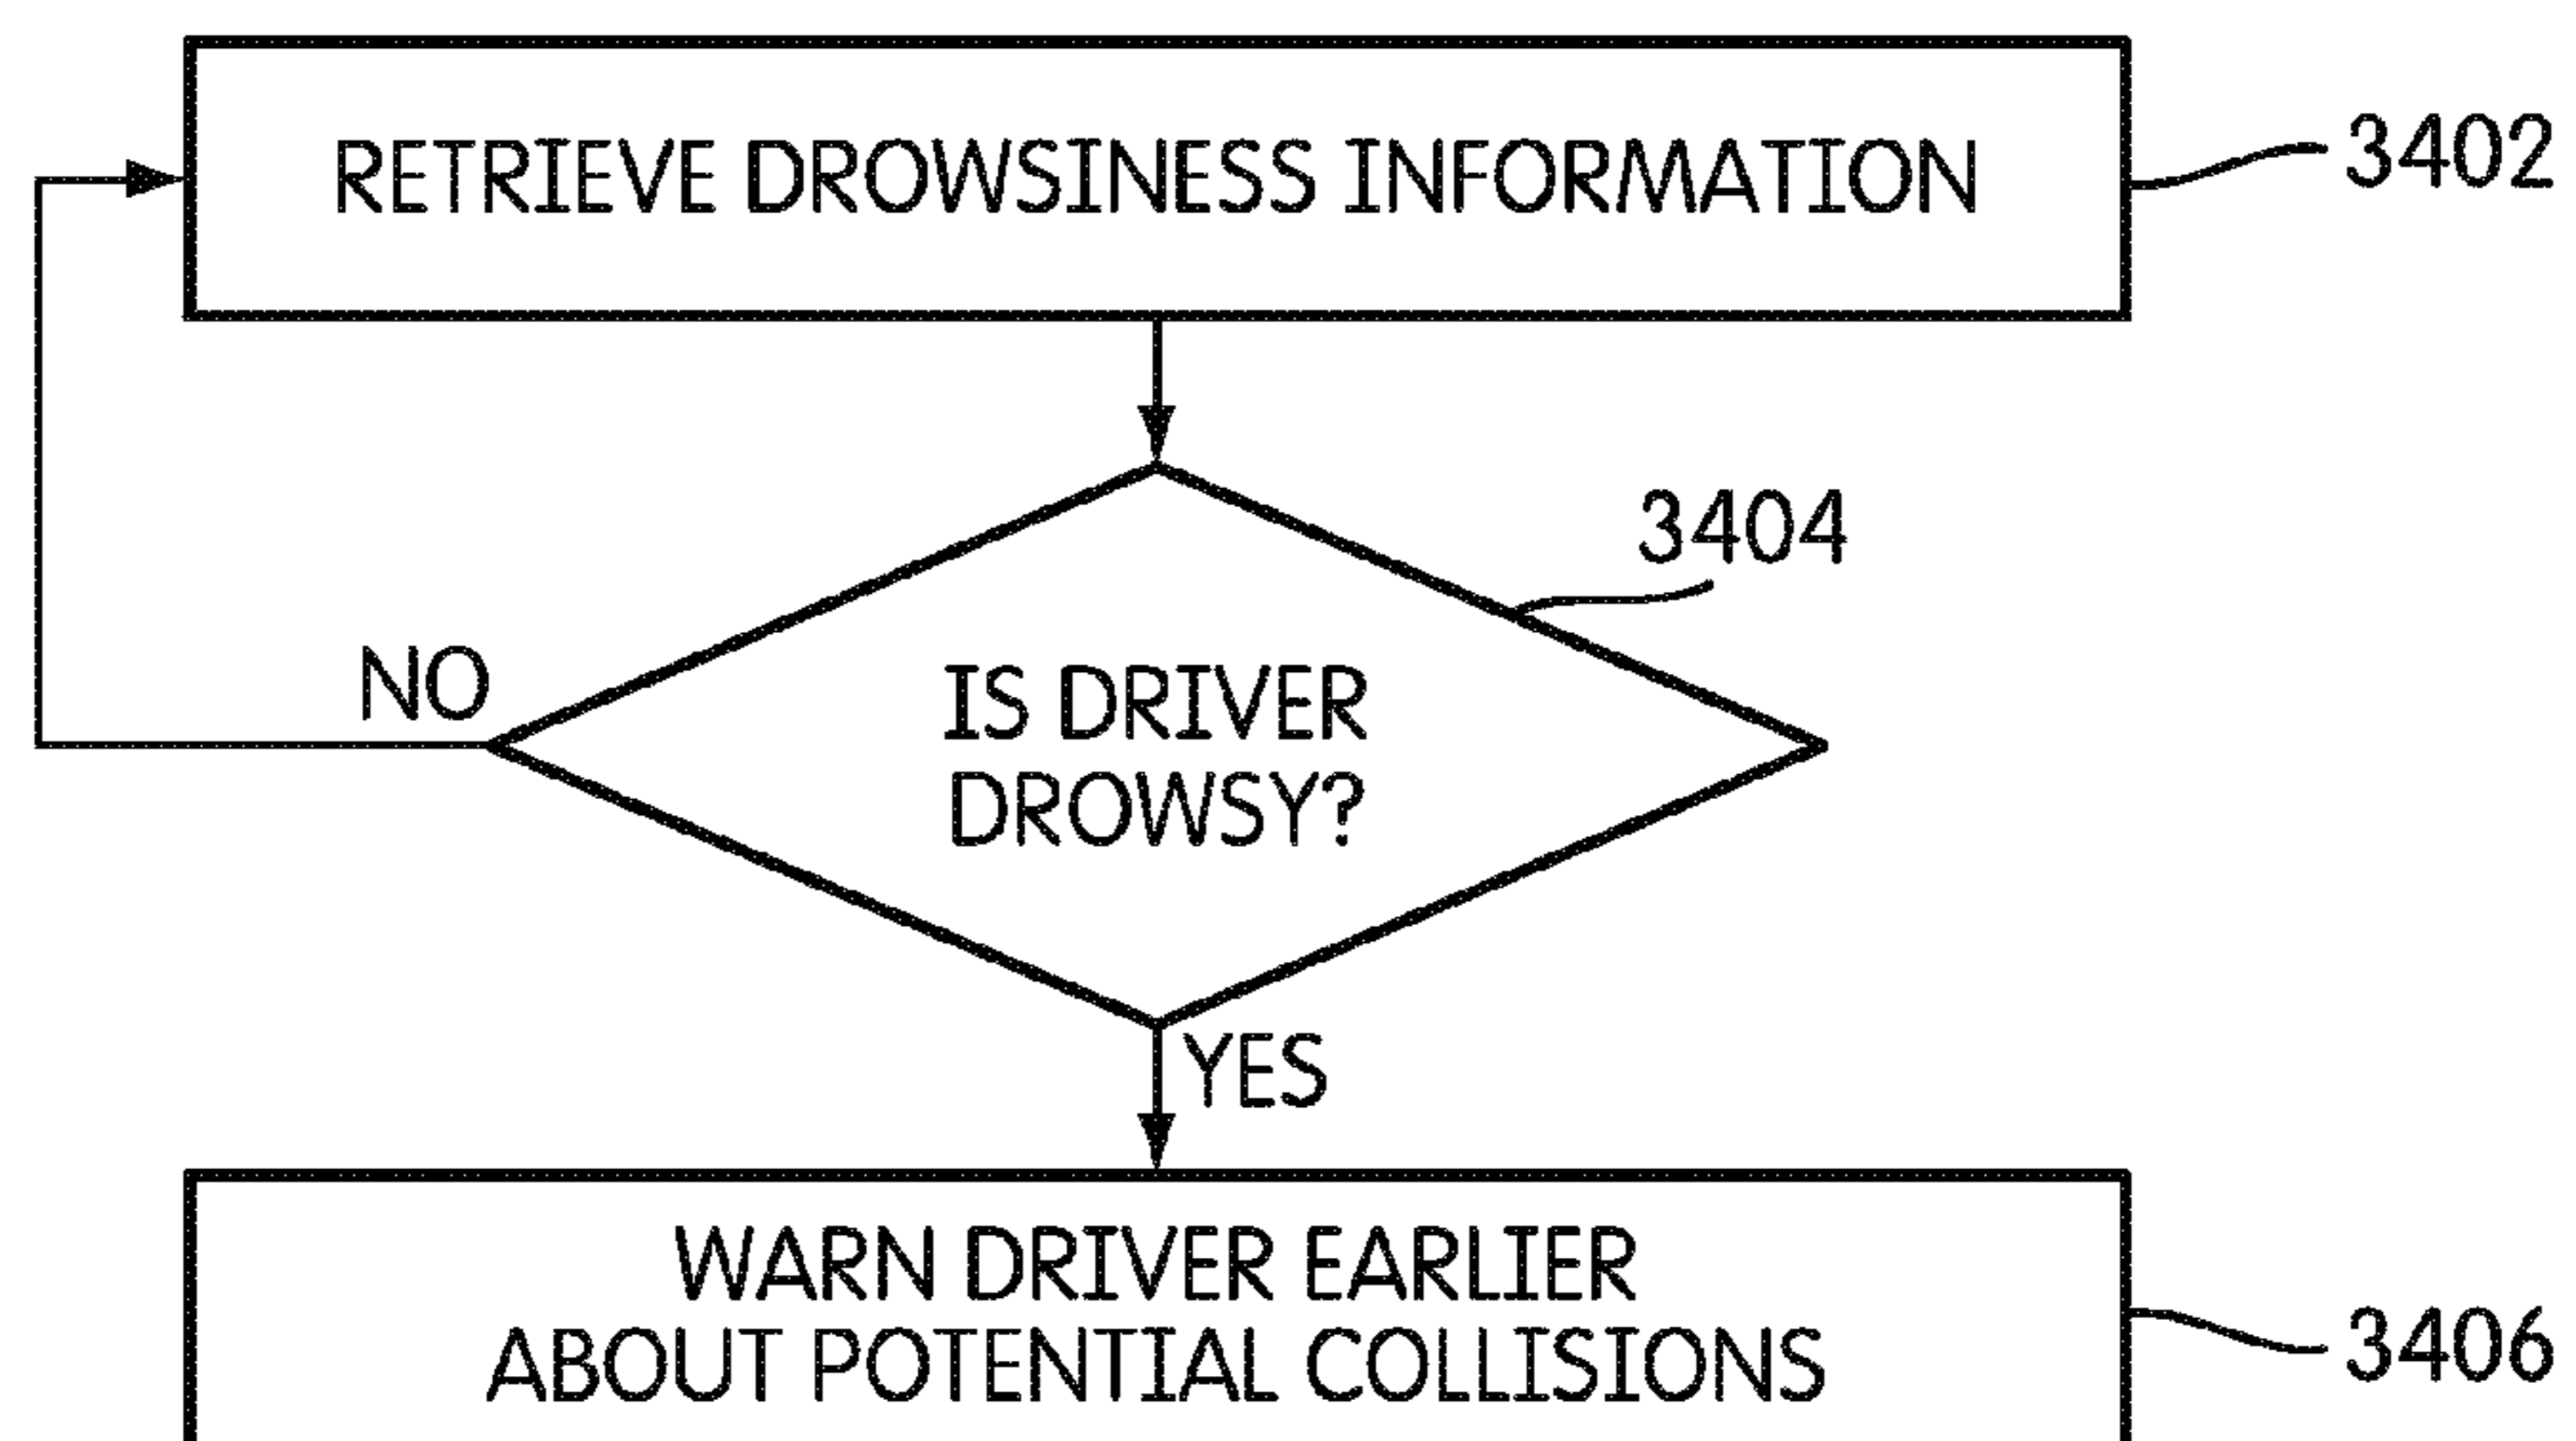 RETRIEVE DROWSINESS INFORMATION
3402
3404
NO
IS DRIVER
DROWSY?
YES
WARN DRIVER EARLIER
ABOUT POTENTIAL COLLISIONS
3406